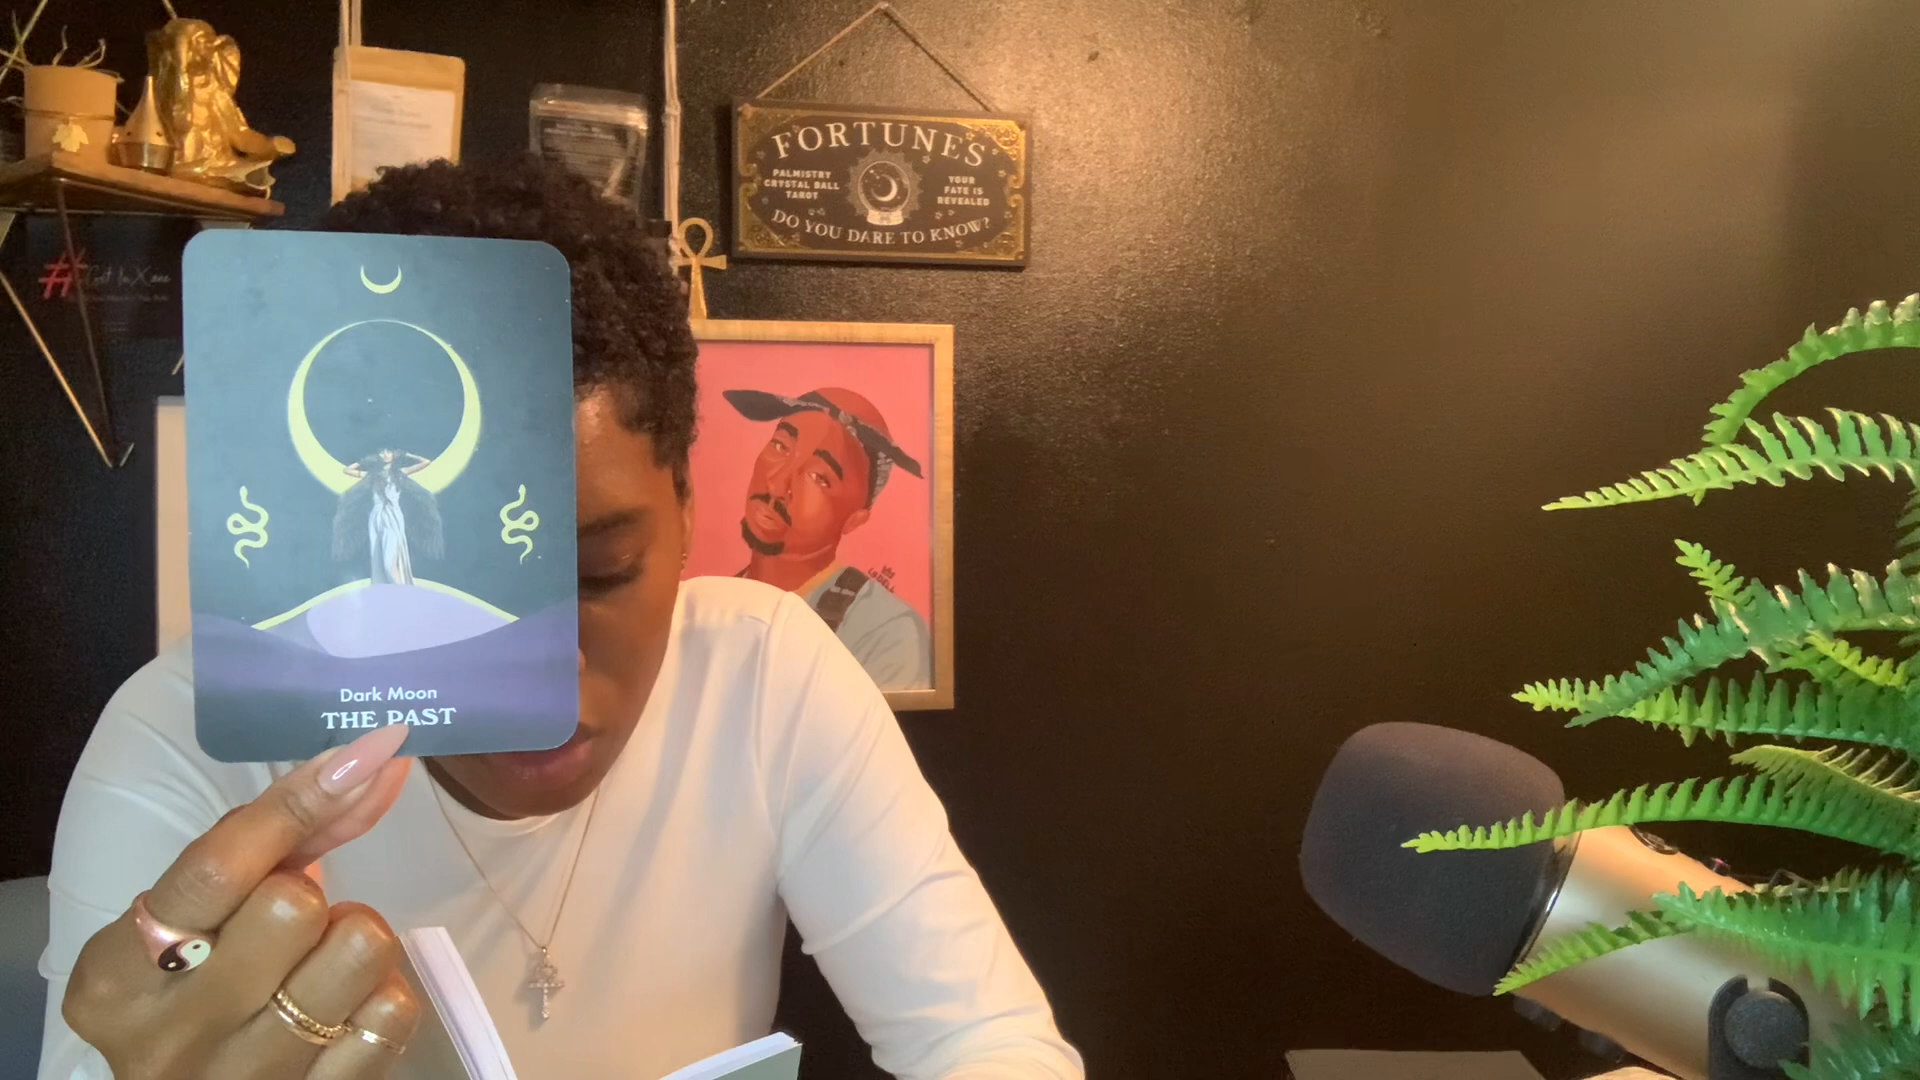 FORTUNES
PALMISTRY
CRYSTAL BALL
TAROT
YOUR
FATE IS
REVEALED
DO YOU DARE TO KNOW?
Dark Moon
THE PAST